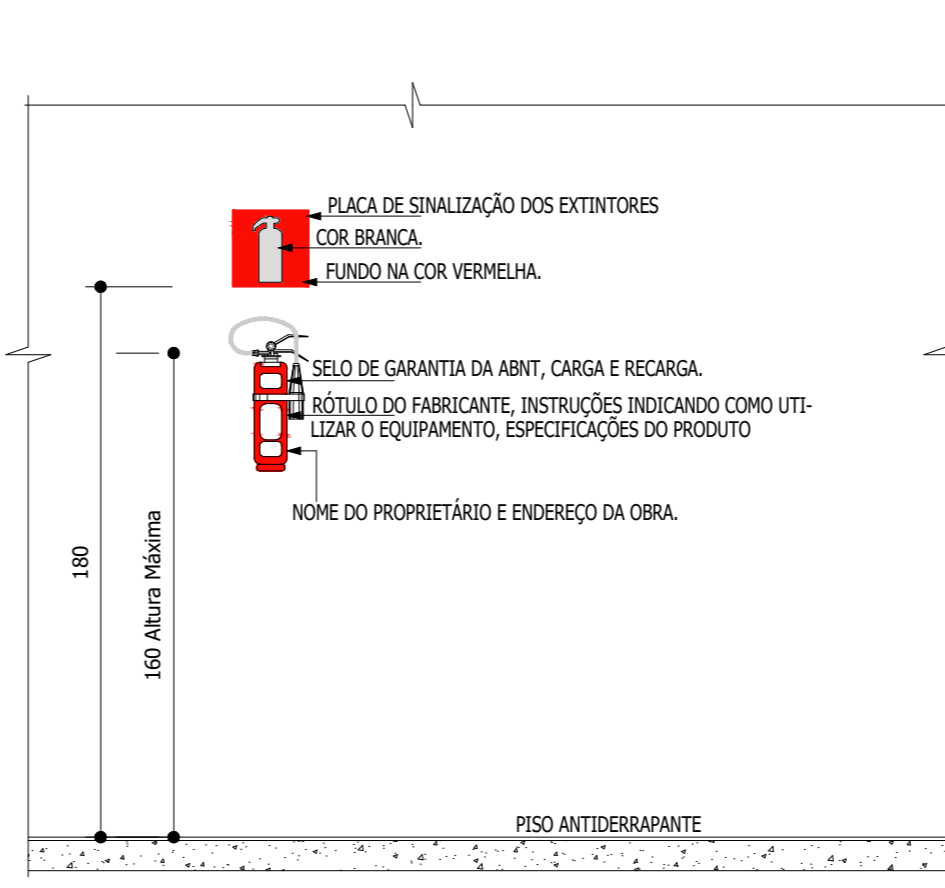 PLACA DE SINALIZAÇÃO DOS EXTINTORES
COR BRANCA.
FUNDO NA COR VERMELHA.
SELO DE GARANTIA DA ABNT, CARGA E RECARGA.
RÓTULO DO FABRICANTE, INSTRUÇÕES INDICANDO COMO UTI-
LIZAR O EQUIPAMENTO, ESPECIFICAÇÕES DO PRODUTO
NOME DO PROPRIETÁRIO E ENDEREÇO DA OBRA.
180
160 Altura Máxima
PISO ANTIDERRAPANTE